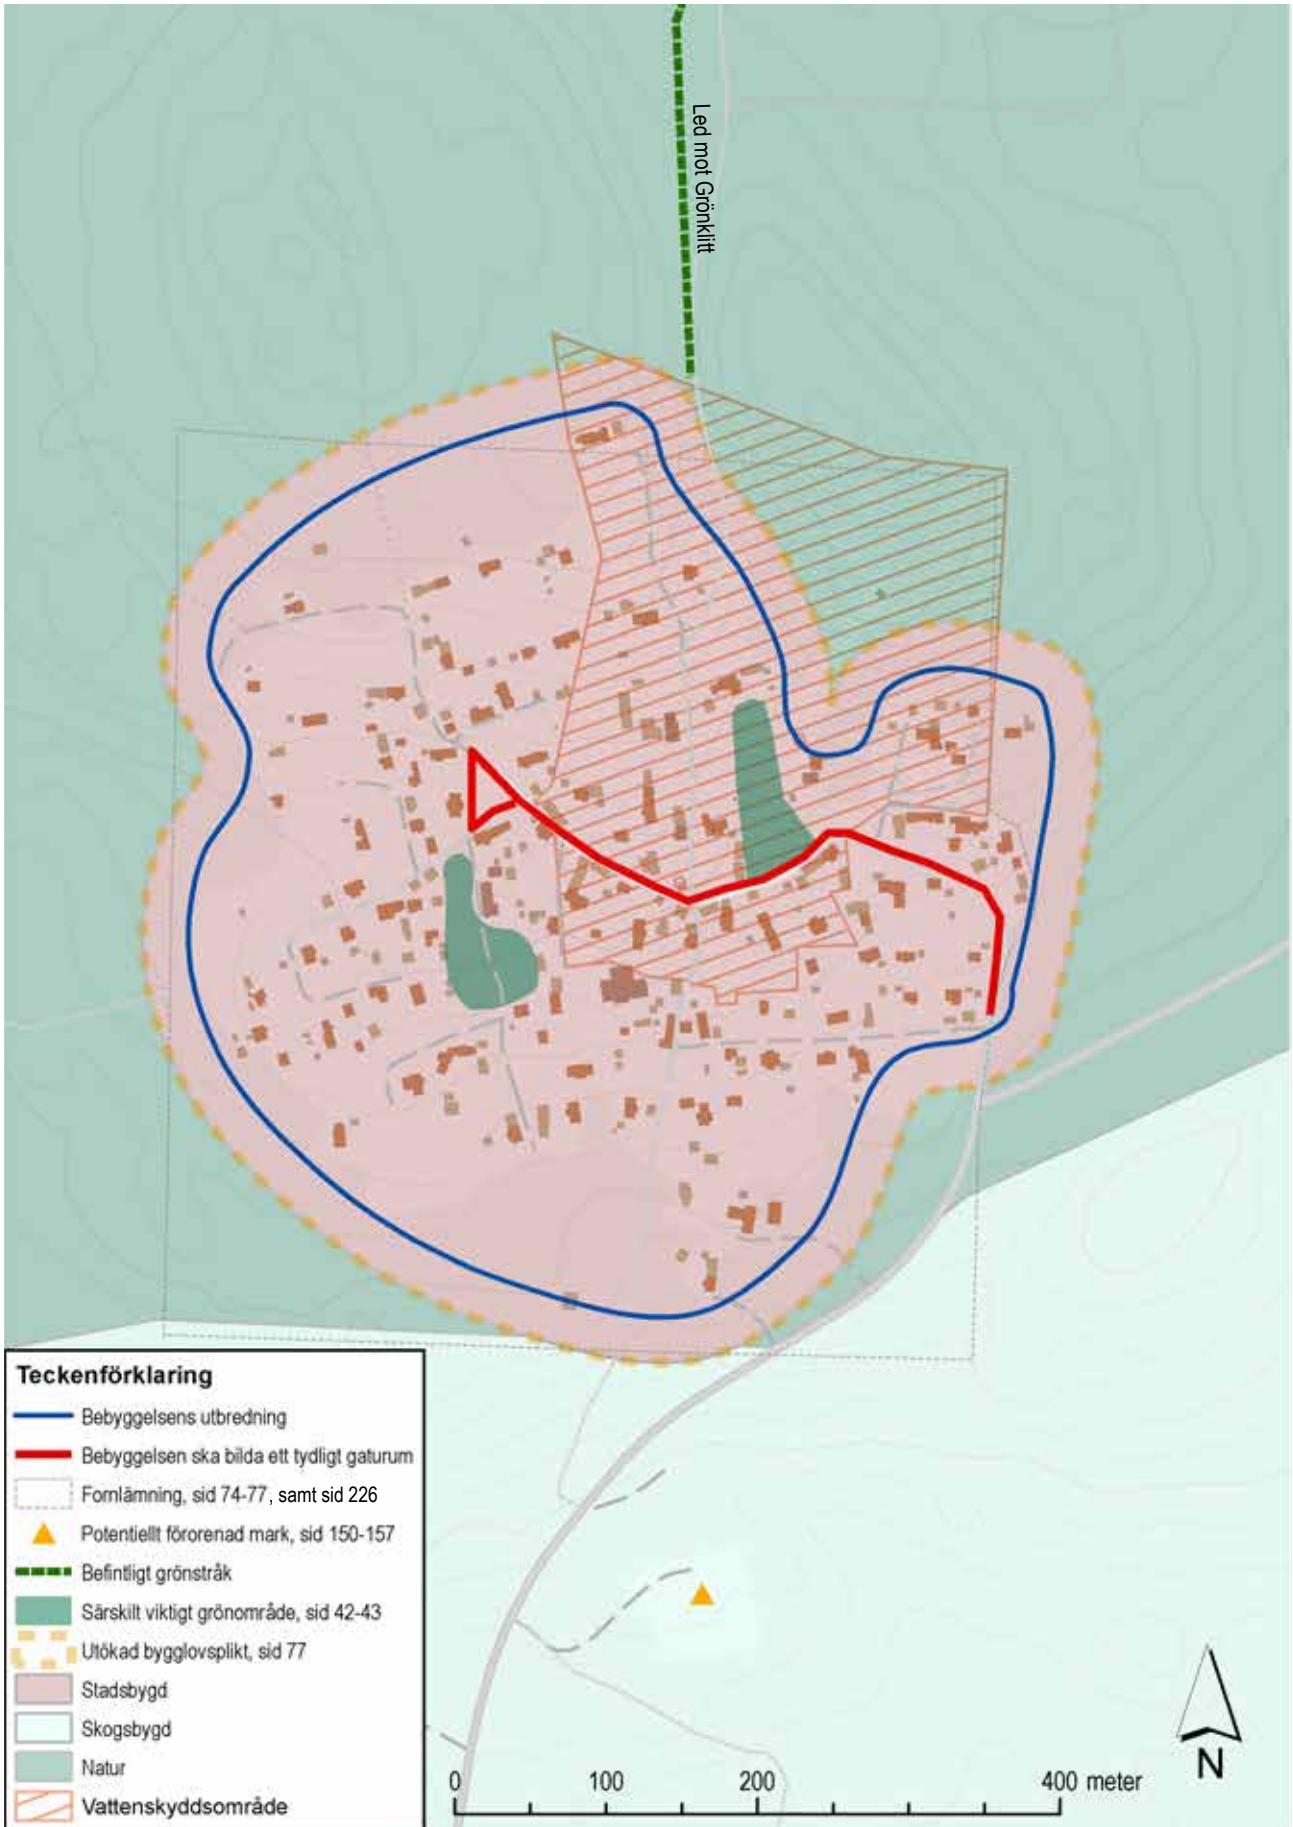 Led mot Grönklitt
Teckenförklaring
Bebyggelsens utbredning
Bebyggelsen ska bilda ett tydligt gaturum
Fornlämning, sid 74-77, samt sid 226
Potentiellt förorenad mark, sid 150-157
Befintligt grönstråk
Särskilt viktigt grönområde, sid 42-43
Utökad bygglovsplikt, sid 77
Stadsbygd
Skogsbygd
Natur
Vattenskyddsområde
0 100 200 400 meter
N